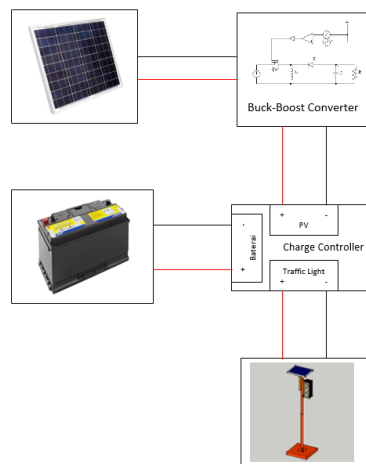 Buck-Boost Converter
+ -
PV
-
Baterai
+
Charge Controller
Traffic Light
+ -